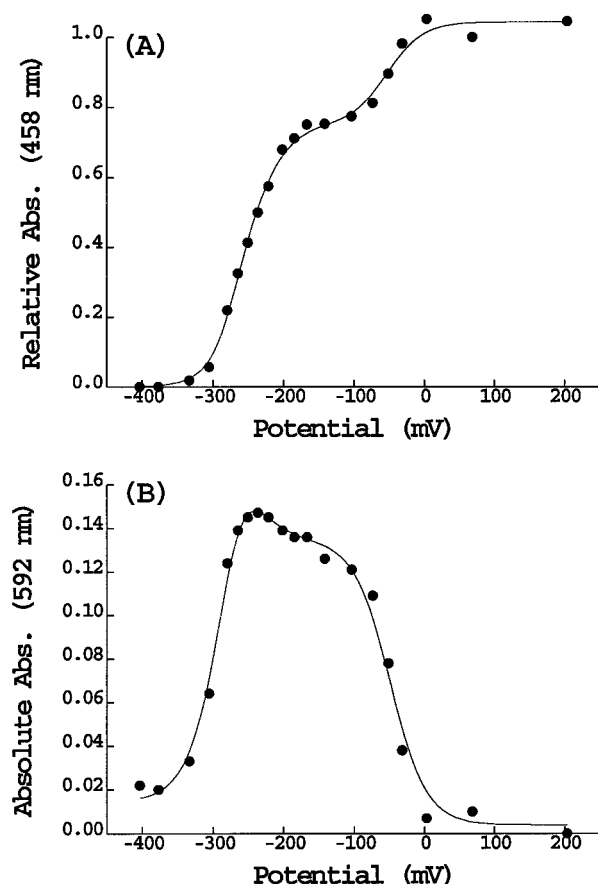 (A)
Relative Abs. (458 nm)
1.0
0.8
0.6
0.4
0.2
0.0
-400 -300 -200 -100 0 100 200
Potential (mV)
(B)
Absolute Abs. (592 nm)
0.16
0.14
0.12
0.10
0.08
0.06
0.04
0.02
0.00
-400 -300 -200 -100 0 100 200
Potential (mV)